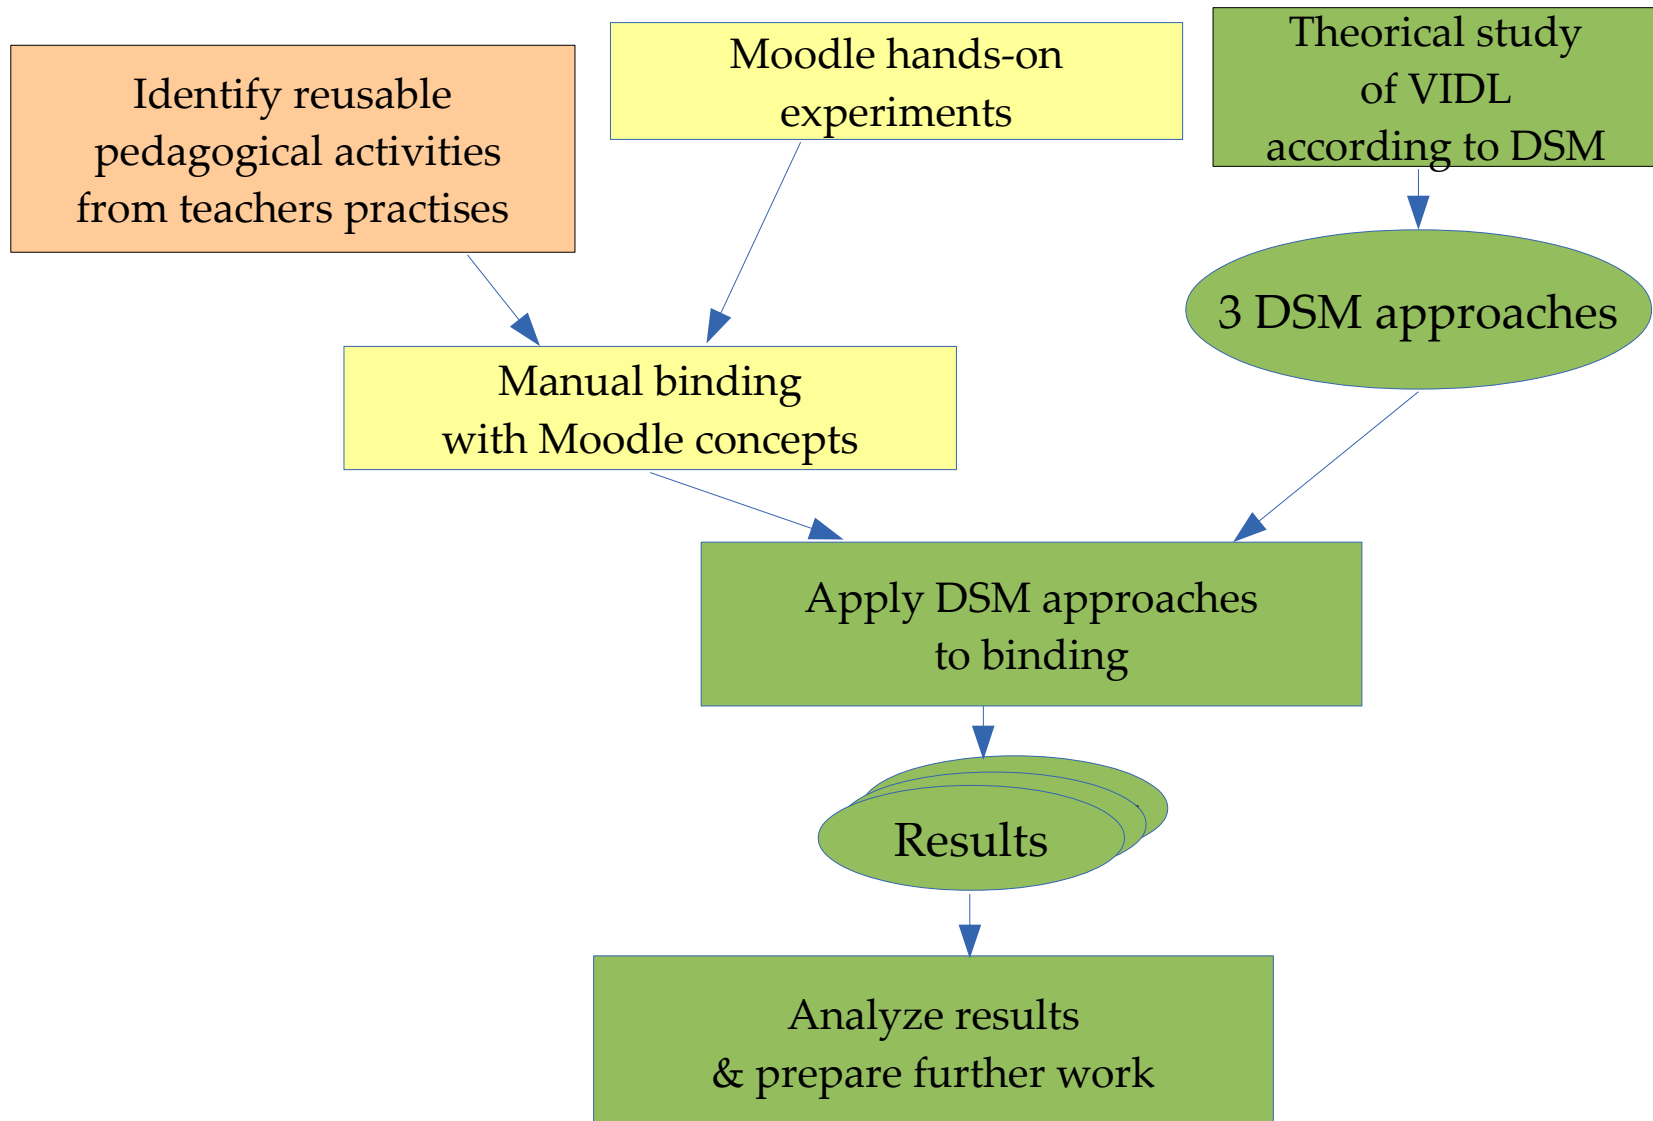 Identify reusable
pedagogical activities
from teachers practises
Moodle hands-on
experiments
Theorical study
of VIDL
according to DSM
3 DSM approaches
Manual binding
with Moodle concepts
Apply DSM approaches
to binding
Results
Analyze results
& prepare further work